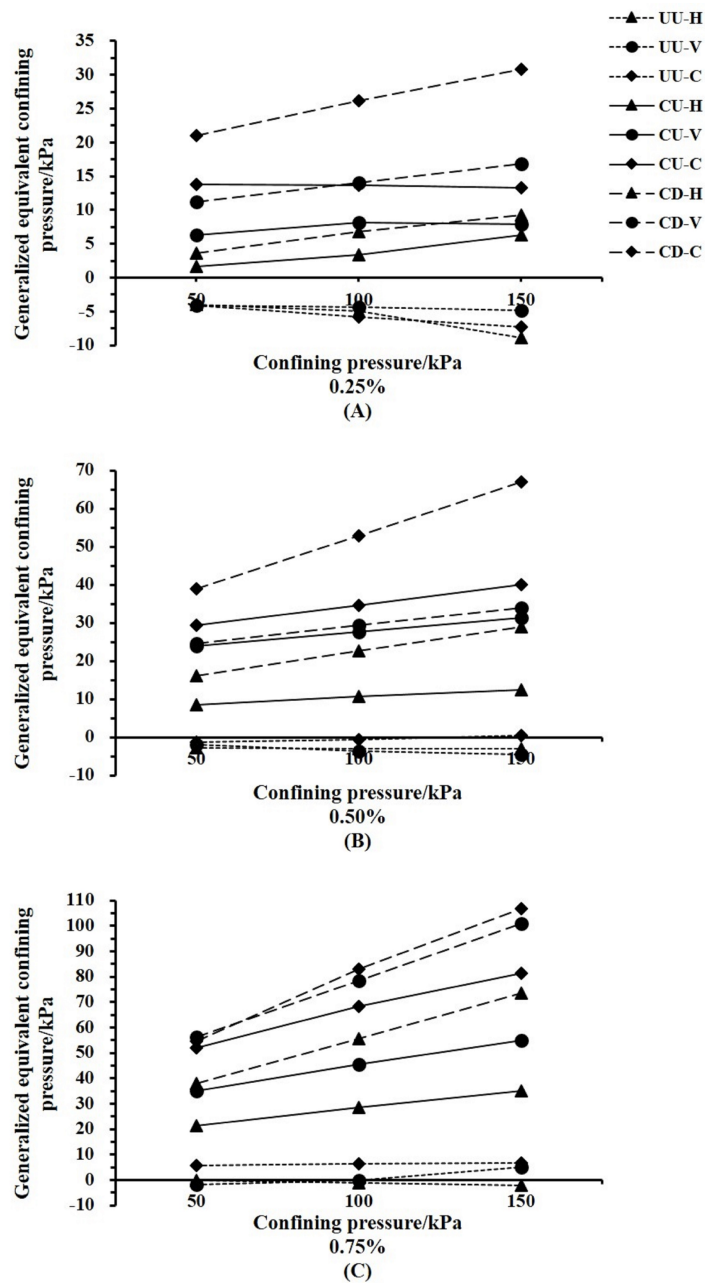 UU-H
UU-V
UU-C
CU-H
CU-V
CU-C
CD-H
CD-V
CD-C
Generalized equivalent confining
pressure/kPa
35
30
25
20
15
10
5
0
-5
-10
50 100 150
Confining pressure/kPa
0.25%
(A)
Generalized equivalent confining
pressure/kPa
70
60
50
40
30
20
10
0
-10
50 100 150
Confining pressure/kPa
0.50%
(B)
Generalized equivalent confining
pressure/kPa
110
100
90
80
70
60
50
40
30
20
10
0
-10
50 100 150
Confining pressure/kPa
0.75%
(C)